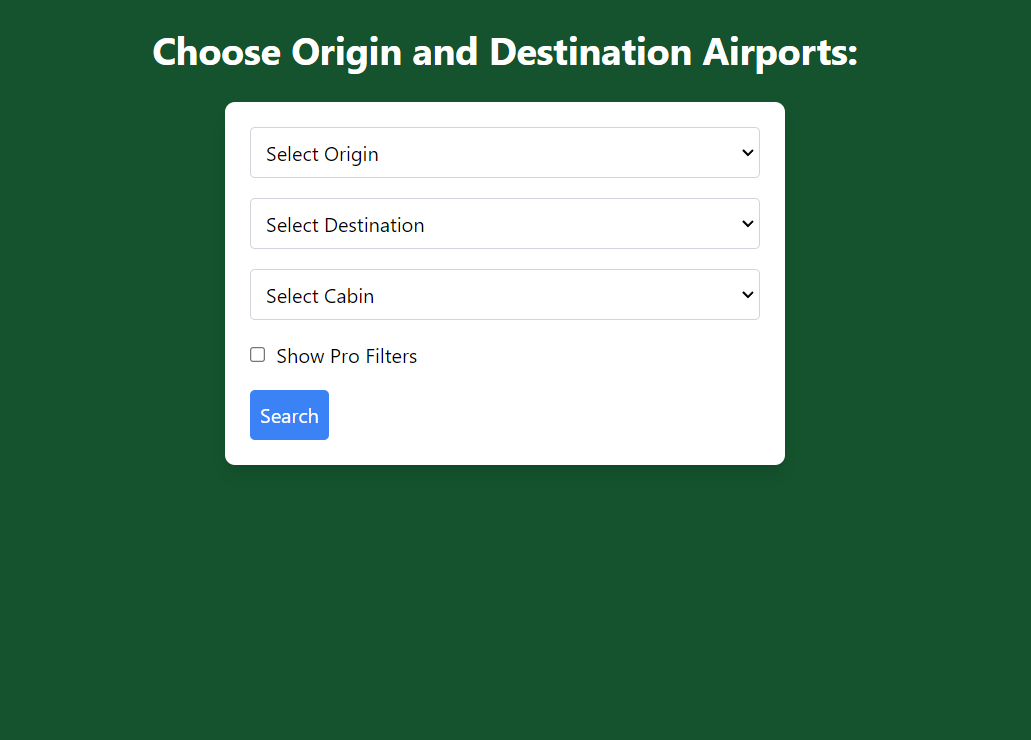 Choose Origin and Destination Airports:
Select Origin
Select Destination
Select Cabin
Show Pro Filters
Search